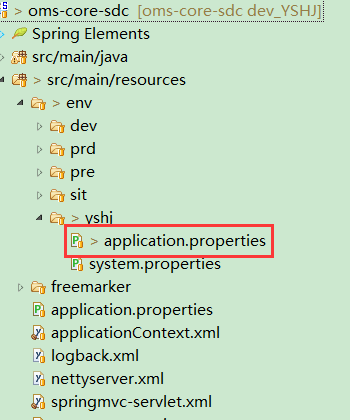 > oms-core-sdc [oms-core-sdc dev_YSHJ]
Spring Elements
src/main/java
> src/main/resources
> env
dev
prd
pre
sit
> yshj
> application.properties
system.properties
freemarker
application.properties
applicationContext.xml
logback.xml
nettyserver.xml
springmvc-servlet.xml